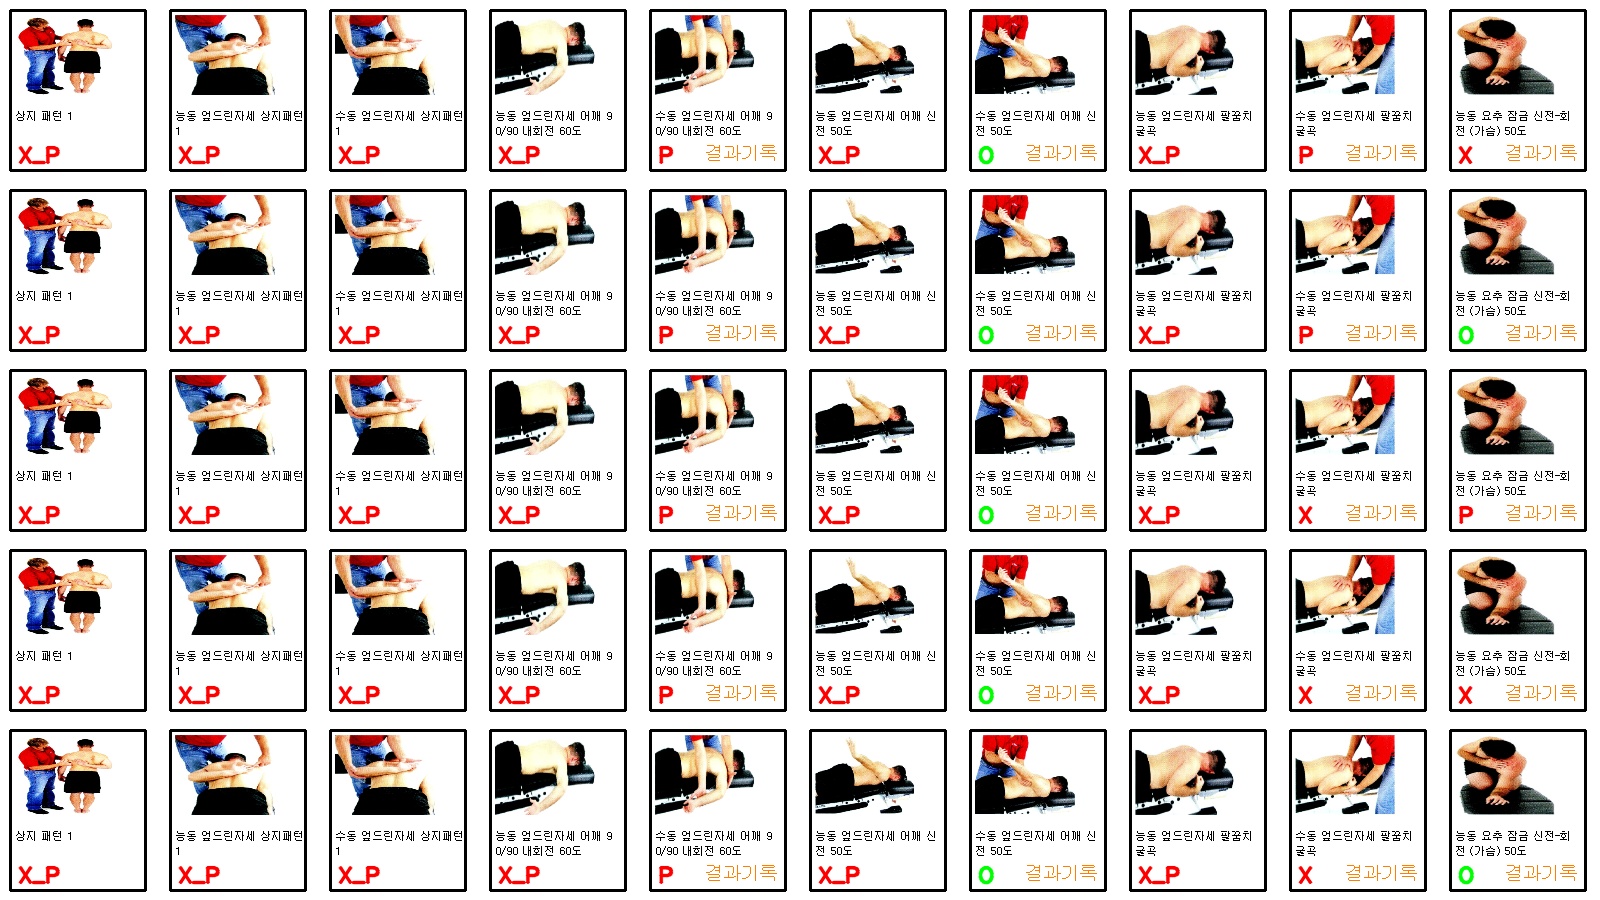 상지 패턴 1
X_P
능동 엎드린자세 상지패턴
1
X_P
수동 엎드린자세 상지패턴
1
X_P
능동 엎드린자세 어깨 9
0/90 내회전 60도
X_P
수동 엎드린자세 어깨 9
0/90 내회전 60도
P 결과기록
능동 엎드린자세 어깨 신
전 50도
X_P
수동 엎드린자세 어깨 신
전 50도
O 결과기록
능동 엎드린자세 팔꿈치
굴곡
X_P
수동 엎드린자세 팔꿈치
굴곡
P 결과기록
능동 요추 잠금 신전-회
전 (가슴) 50도
X 결과기록
상지 패턴 1
X_P
능동 엎드린자세 상지패턴
1
X_P
수동 엎드린자세 상지패턴
1
X_P
능동 엎드린자세 어깨 9
0/90 내회전 60도
X_P
수동 엎드린자세 어깨 9
0/90 내회전 60도
P 결과기록
능동 엎드린자세 어깨 신
전 50도
X_P
수동 엎드린자세 어깨 신
전 50도
O 결과기록
능동 엎드린자세 팔꿈치
굴곡
X_P
수동 엎드린자세 팔꿈치
굴곡
P 결과기록
능동 요추 잠금 신전-회
전 (가슴) 50도
O 결과기록
상지 패턴 1
X_P
능동 엎드린자세 상지패턴
1
X_P
수동 엎드린자세 상지패턴
1
X_P
능동 엎드린자세 어깨 9
0/90 내회전 60도
X_P
수동 엎드린자세 어깨 9
0/90 내회전 60도
P 결과기록
능동 엎드린자세 어깨 신
전 50도
X_P
수동 엎드린자세 어깨 신
전 50도
O 결과기록
능동 엎드린자세 팔꿈치
굴곡
X_P
수동 엎드린자세 팔꿈치
굴곡
X 결과기록
능동 요추 잠금 신전-회
전 (가슴) 50도
P 결과기록
상지 패턴 1
X_P
능동 엎드린자세 상지패턴
1
X_P
수동 엎드린자세 상지패턴
1
X_P
능동 엎드린자세 어깨 9
0/90 내회전 60도
X_P
수동 엎드린자세 어깨 9
0/90 내회전 60도
P 결과기록
능동 엎드린자세 어깨 신
전 50도
X_P
수동 엎드린자세 어깨 신
전 50도
O 결과기록
능동 엎드린자세 팔꿈치
굴곡
X_P
수동 엎드린자세 팔꿈치
굴곡
X 결과기록
능동 요추 잠금 신전-회
전 (가슴) 50도
X 결과기록
상지 패턴 1
X_P
능동 엎드린자세 상지패턴
1
X_P
수동 엎드린자세 상지패턴
1
X_P
능동 엎드린자세 어깨 9
0/90 내회전 60도
X_P
수동 엎드린자세 어깨 9
0/90 내회전 60도
P 결과기록
능동 엎드린자세 어깨 신
전 50도
X_P
수동 엎드린자세 어깨 신
전 50도
O 결과기록
능동 엎드린자세 팔꿈치
굴곡
X_P
수동 엎드린자세 팔꿈치
굴곡
X 결과기록
능동 요추 잠금 신전-회
전 (가슴) 50도
O 결과기록